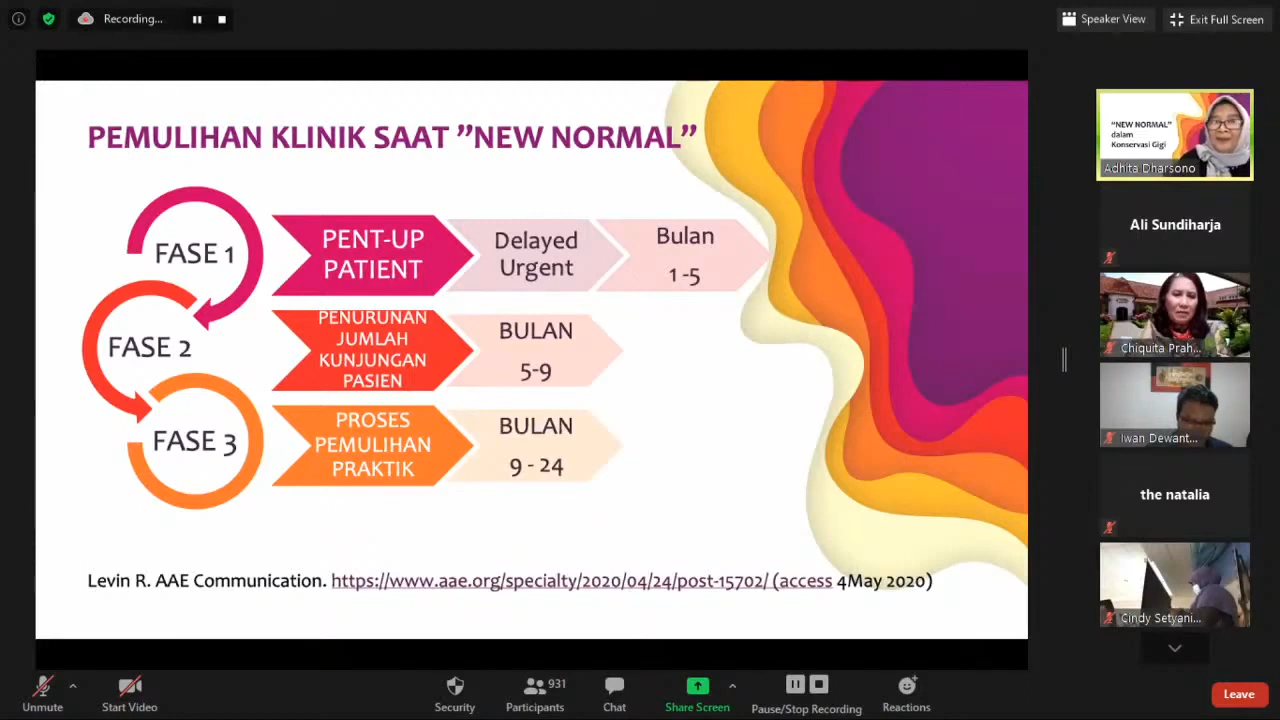 Recording...
Speaker View
Exit Full Screen
PEMULIHAN KLINIK SAAT ”NEW NORMAL”
FASE 1
PENT-UP
PATIENT
Delayed
Urgent
Bulan
1 -5
FASE 2
PENURUNAN
JUMLAH
KUNJUNGAN
PASIEN
BULAN
5-9
FASE 3
PROSES
PEMULIHAN
PRAKTIK
BULAN
9 - 24
Levin R. AAE Communication. https://www.aae.org/specialty/2020/04/24/post-15702/ (access 4May 2020)
“NEW NORMAL”
dalam
Konservasi Gigi
Adhita Dharsono
Ali Sundiharja
Chiquita Prah...
Iwan Dewant...
the natalia
Cindy Setyani...
Unmute
Start Video
Security
931
Participants
Chat
Share Screen
Pause/Stop Recording
Reactions
Leave